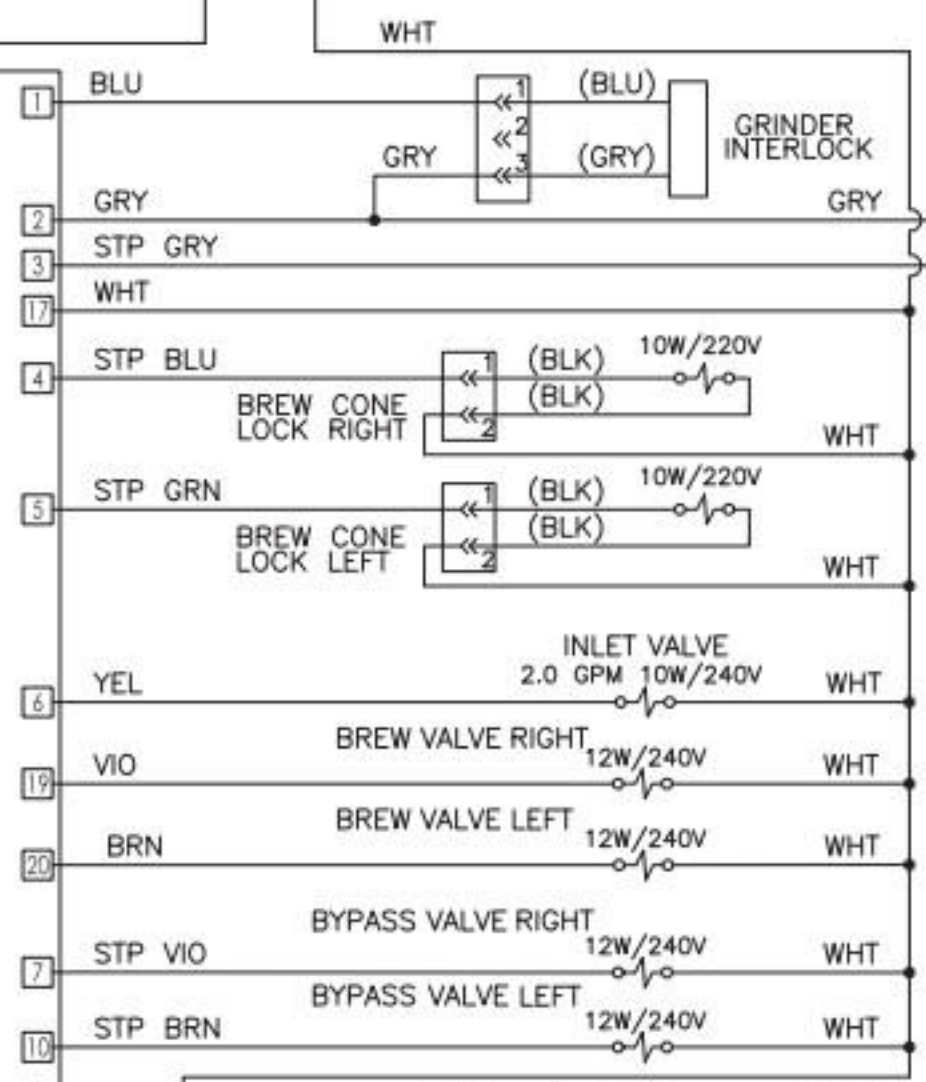 WHT
BLU
1
1
(BLU)
2
GRINDER
INTERLOCK
GRY
3
(GRY)
GRY
2
GRY
STP GRY
3
WHT
17
STP BLU
4
1
(BLK)
10W/220V
(BLK)
BREW CONE
LOCK RIGHT
2
WHT
STP GRN
5
1
(BLK)
10W/220V
(BLK)
BREW CONE
LOCK LEFT
2
WHT
INLET VALVE
2.0 GPM 10W/240V
YEL
6
WHT
BREW VALVE RIGHT
12W/240V
VIO
19
WHT
BREW VALVE LEFT
12W/240V
BRN
20
WHT
BYPASS VALVE RIGHT
12W/240V
STP VIO
7
WHT
BYPASS VALVE LEFT
12W/240V
STP BRN
10
WHT